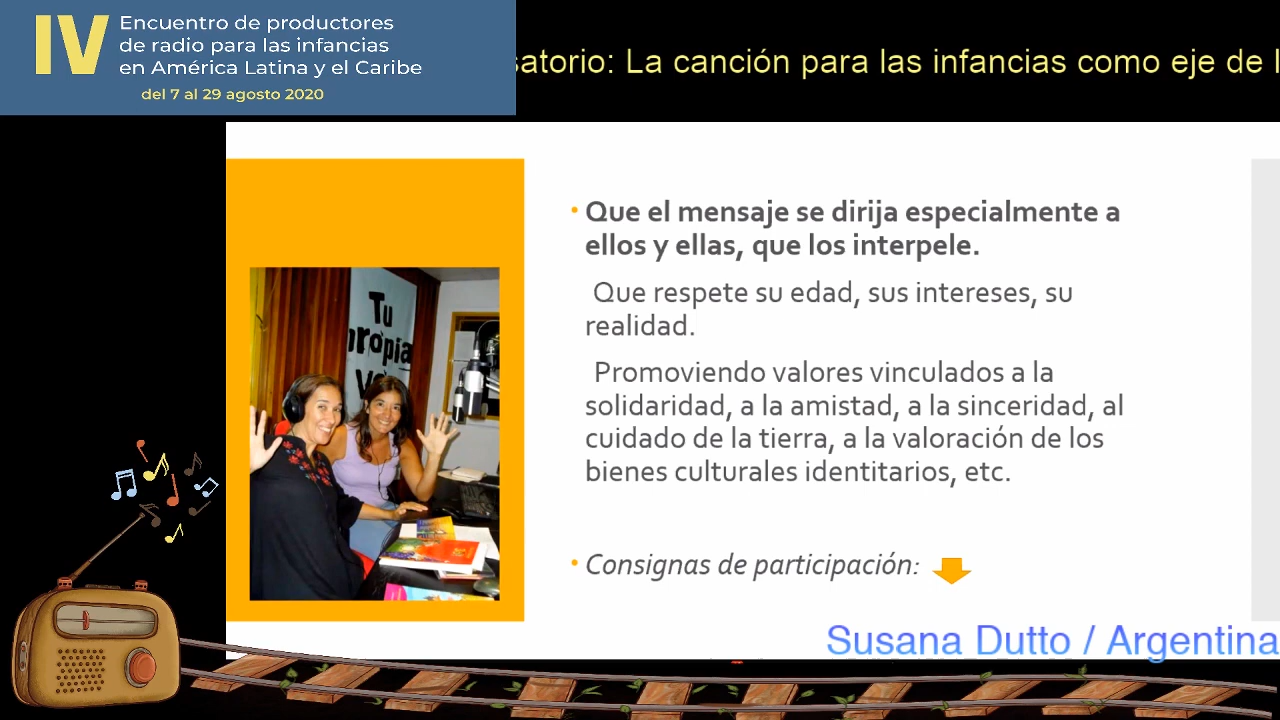 IV
Encuentro de productores
de radio para las infancias
en América Latina y el Caribe
del 7 al 29 agosto 2020
satorio: La canción para las infancias como eje de l
• Que el mensaje se dirija especialmente a
ellos y ellas, que los interpele.
Que respete su edad, sus intereses, su
realidad.
Promoviendo valores vinculados a la
solidaridad, a la amistad, a la sinceridad, al
cuidado de la tierra, a la valoración de los
bienes culturales identitarios, etc.
• Consignas de participación:
Tu
propia
Susana Dutto / Argentina